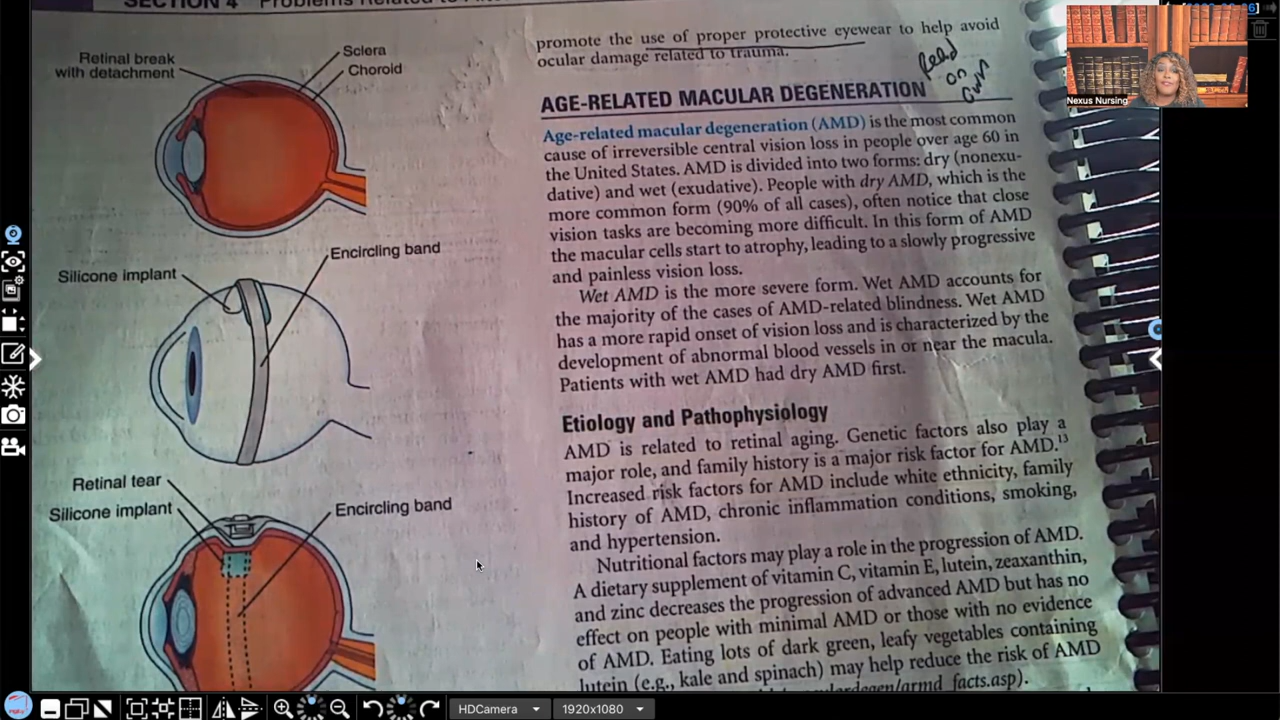 SECTION 4
Retinal break
with detachment
Sclera
Choroid
Silicone implant
Encircling band
Retinal tear
Silicone implant
Encircling band
promote the use of proper protective eyewear to help avoid
ocular damage related to trauma.
Read
on
own
AGE-RELATED MACULAR DEGENERATION
Age-related macular degeneration (AMD) is the most common
cause of irreversible central vision loss in people over age 60 in
the United States. AMD is divided into two forms: dry (nonexu-
dative) and wet (exudative). People with dry AMD, which is the
more common form (90% of all cases), often notice that close
vision tasks are becoming more difficult. In this form of AMD
the macular cells start to atrophy, leading to a slowly progressive
and painless vision loss.
Wet AMD is the more severe form. Wet AMD accounts for
the majority of the cases of AMD-related blindness. Wet AMD
has a more rapid onset of vision loss and is characterized by the
development of abnormal blood vessels in or near the macula.
Patients with wet AMD had dry AMD first.
Etiology and Pathophysiology
AMD is related to retinal aging. Genetic factors also play a
major role, and family history is a major risk factor for AMD.13
Increased risk factors for AMD include white ethnicity, family
history of AMD, chronic inflammation conditions, smoking,
and hypertension.
Nutritional factors may play a role in the progression of AMD.
A dietary supplement of vitamin C, vitamin E, lutein, zeaxanthin,
and zinc decreases the progression of advanced AMD but has no
effect on people with minimal AMD or those with no evidence
of AMD. Eating lots of dark green, leafy vegetables containing
lutein (e.g., kale and spinach) may help reduce the risk of AMD
Nexus Nursing
HDCamera
1920x1080